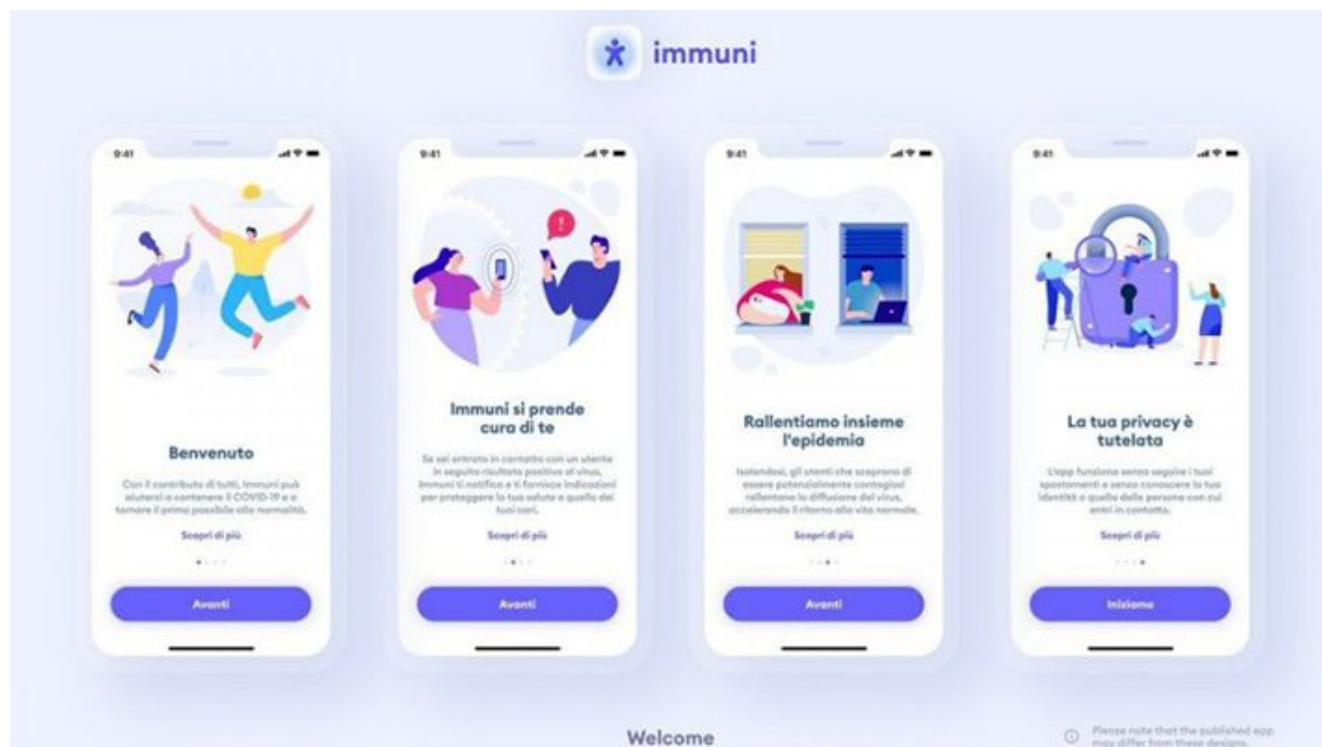 immuni
9:41
Benvenuto
Con il contributo di tutti, Immuni può
aiutarci a contenere il COVID-19 e a
tornare il prima possibile alla normalità.
Scopri di più
Avanti
9:41
Immuni si prende
cura di te
Se sei entrato in contatto con un utente
in seguito risultato positivo al virus,
Immuni ti notifica e ti fornisce indicazioni
per proteggere la tua salute e quella dei
tuoi cari.
Scopri di più
Avanti
9:41
Rallentiamo insieme
l'epidemia
Isolandosi, gli utenti che scoprono di
essere potenzialmente contagiosi
rallentano la diffusione del virus,
accelerando il ritorno alla vita normale.
Scopri di più
Avanti
9:41
La tua privacy è
tutelata
L'app funziona senza seguire i tuoi
spostamenti e senza conoscere la tua
identità o quella delle persone con cui
entri in contatto.
Scopri di più
Iniziamo
Welcome
Please note that the published app
may differ from these designs.